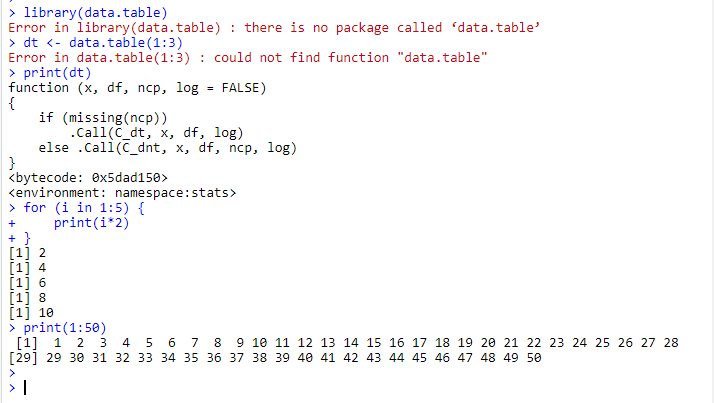 > library(data.table)
Error in library(data.table) : there is no package called ‘data.table’
> dt <- data.table(1:3)
Error in data.table(1:3) : could not find function "data.table"
> print(dt)
function (x, df, ncp, log = FALSE)
{
    if (missing(ncp))
        .Call(C_dt, x, df, log)
    else .Call(C_dnt, x, df, ncp, log)
}
<bytecode: 0x5dad150>
<environment: namespace:stats>
> for (i in 1:5) {
+     print(i*2)
+ }
[1] 2
[1] 4
[1] 6
[1] 8
[1] 10
> print(1:50)
 [1]  1  2  3  4  5  6  7  8  9 10 11 12 13 14 15 16 17 18 19 20 21 22 23 24 25 26 27 28
[29] 29 30 31 32 33 34 35 36 37 38 39 40 41 42 43 44 45 46 47 48 49 50
>
>